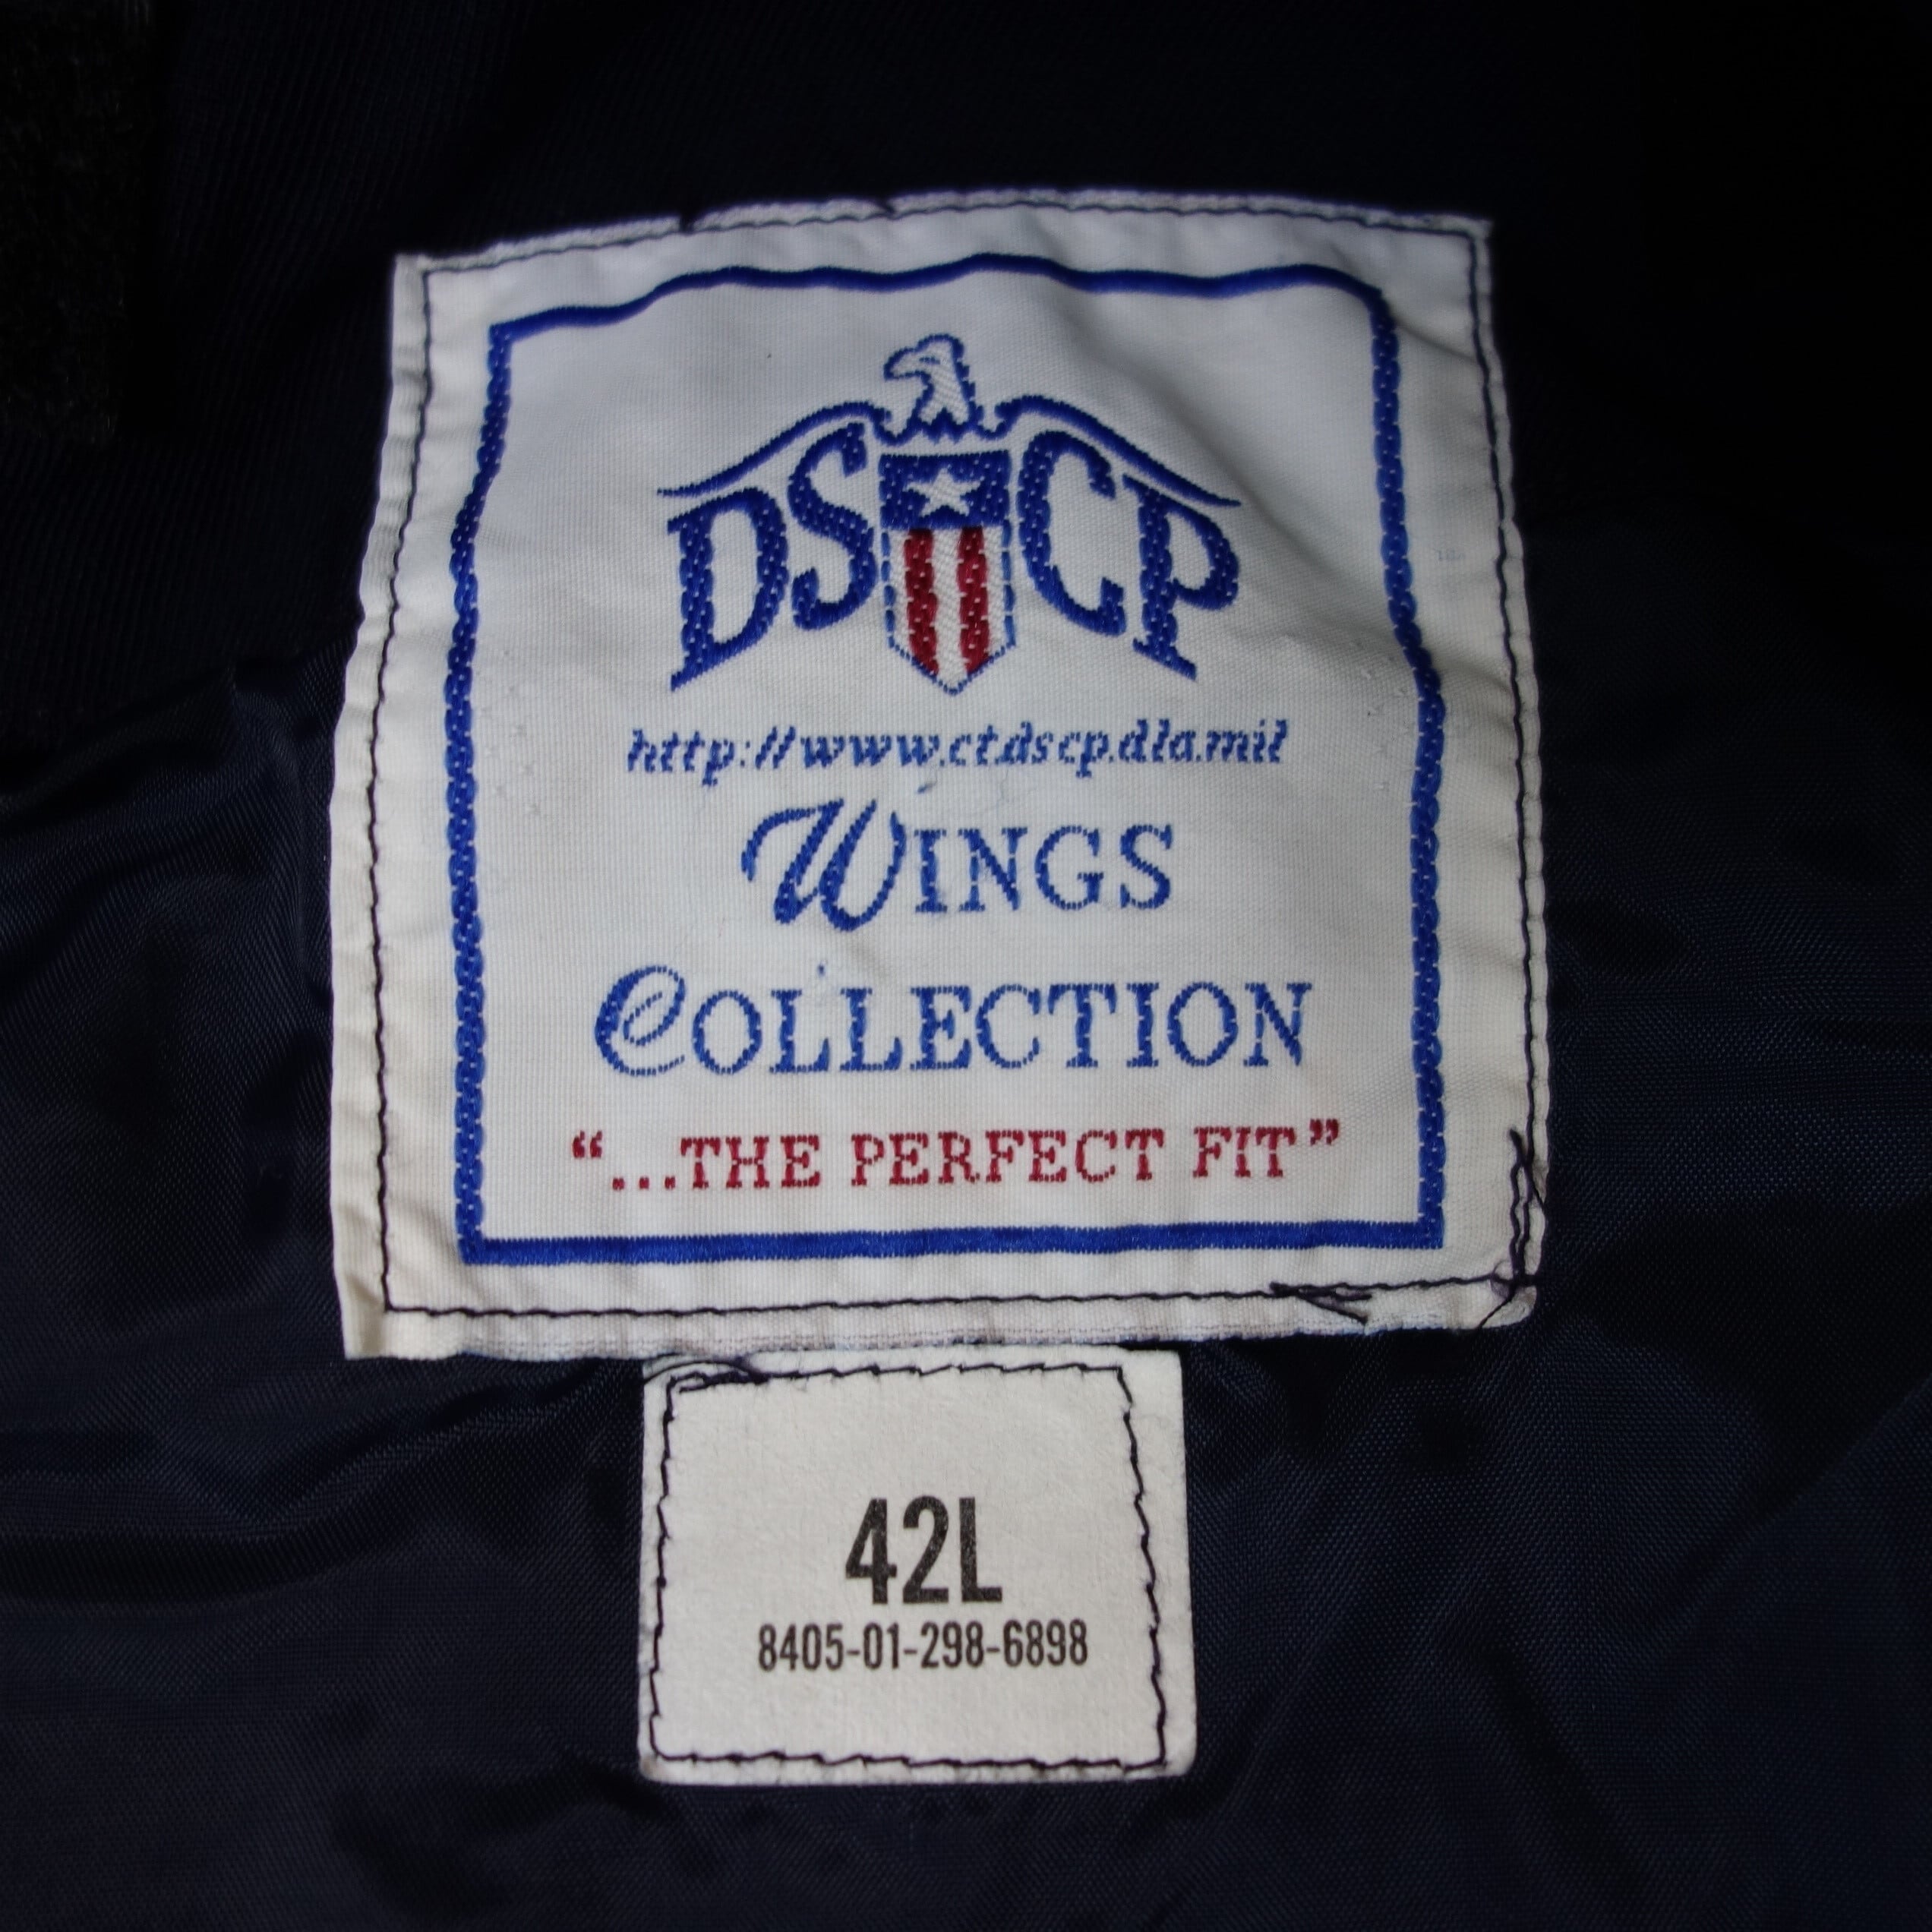 DSCP
http://www.ct.dscp.dla.mil
WINGS
COLLECTION
“...THE PERFECT FIT”
42L
8405-01-298-6898